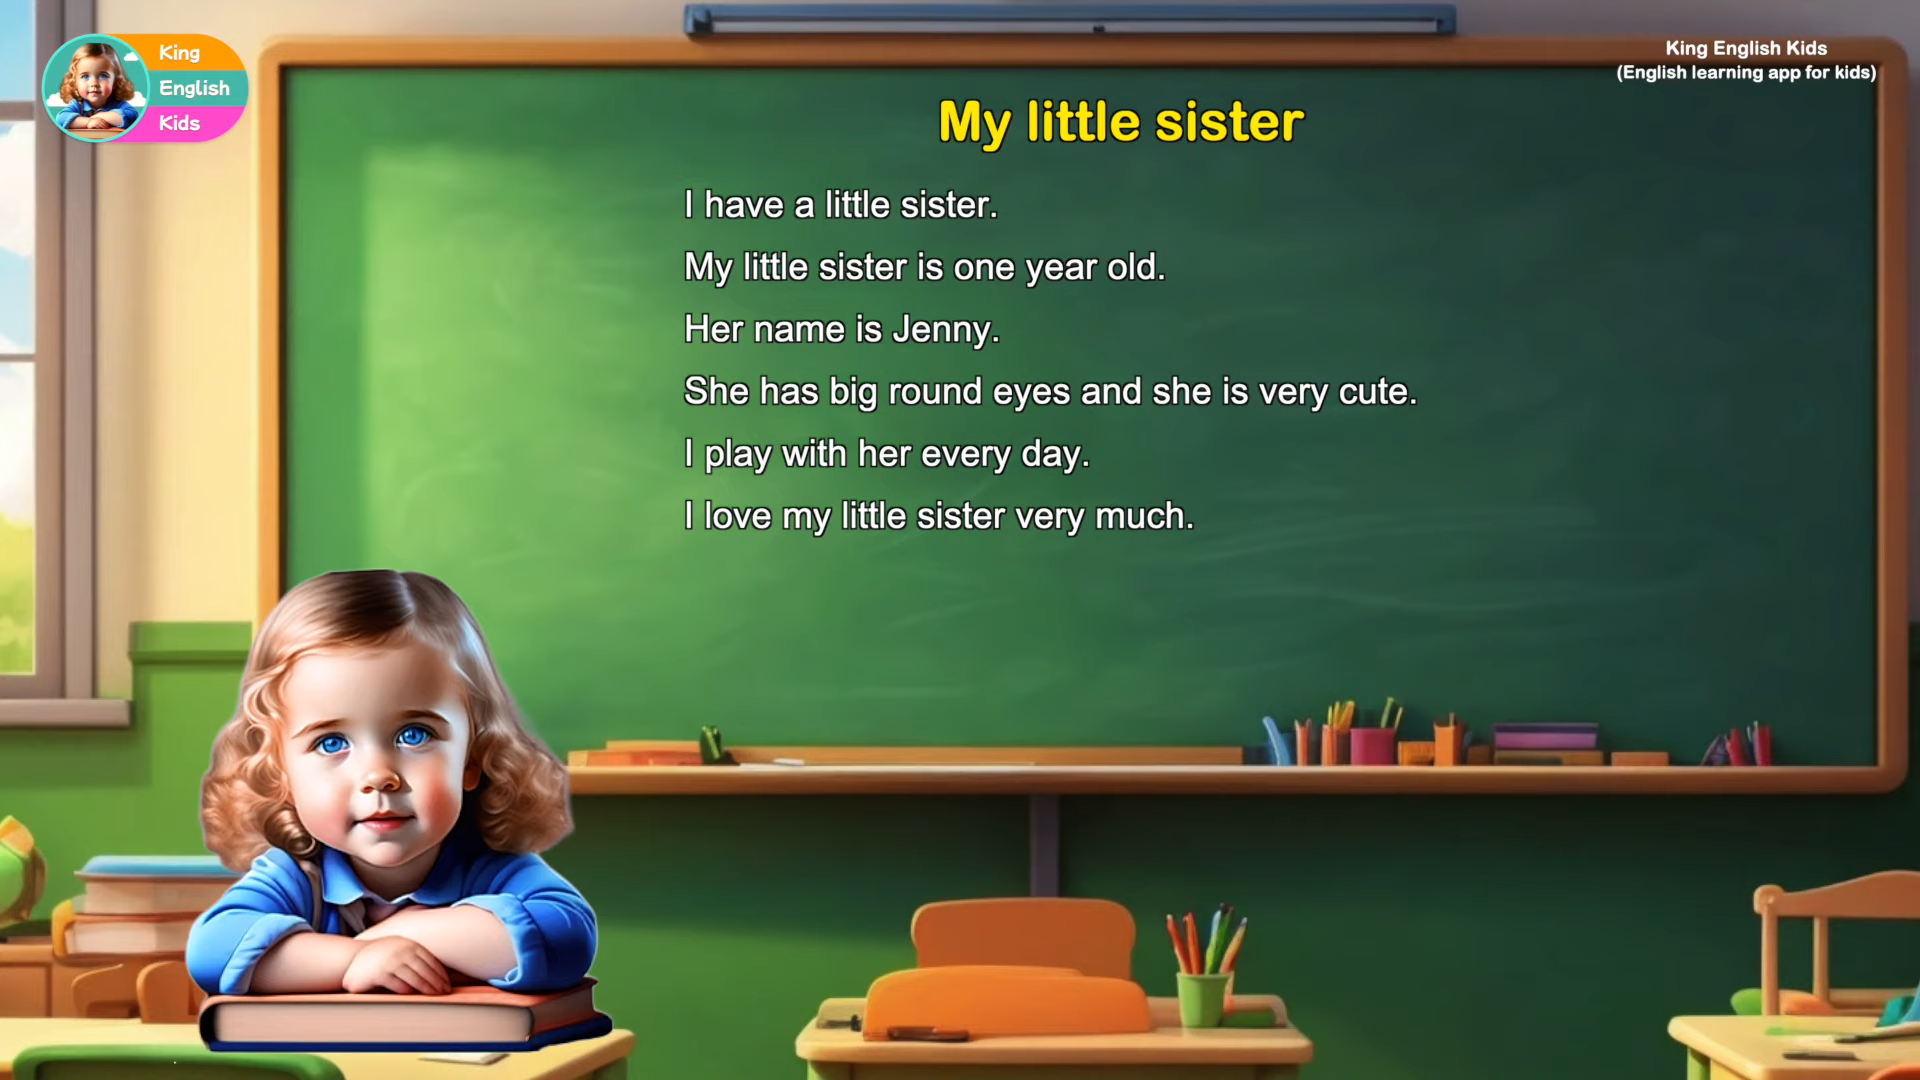 King
English
Kids
King English Kids
(English learning app for kids)
My little sister
I have a little sister.
My little sister is one year old.
Her name is Jenny.
She has big round eyes and she is very cute.
I play with her every day.
I love my little sister very much.